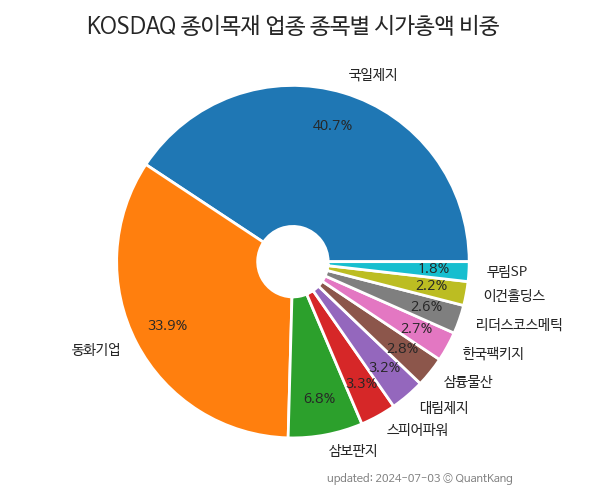 KOSDAQ 종이목재 업종 종목별 시가총액 비중
국일제지
40.7%
동화기업
33.9%
삼보판지
6.8%
스피어파워
3.3%
대림제지
3.2%
삼륭물산
2.8%
한국팩키지
2.7%
리더스코스메틱
2.6%
이건홀딩스
2.2%
무림SP
1.8%
updated: 2024-07-03 © QuantKang